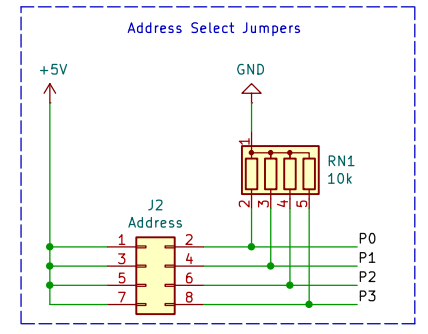 Address Select Jumpers
+5V
GND
1
RN1
10k
2 3 4 5
J2
Address
1 2 P0
3 4 P1
5 6 P2
7 8 P3